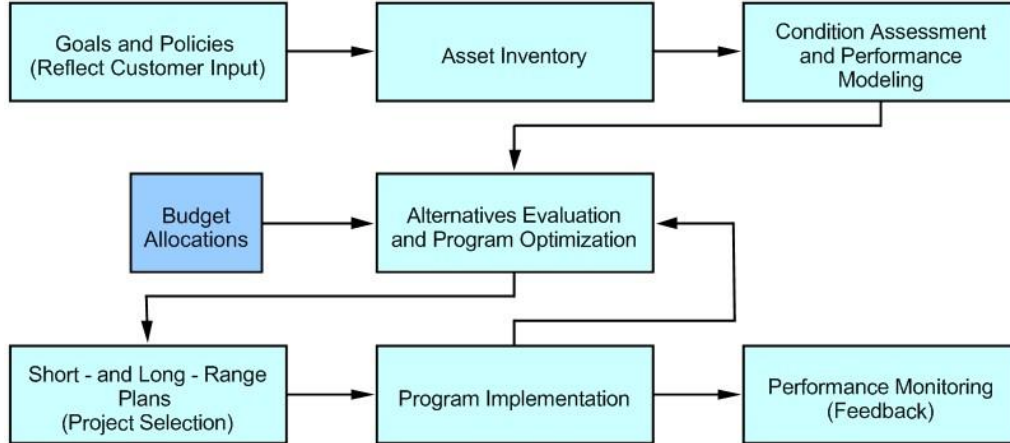 Goals and Policies
(Reflect Customer Input)
Asset Inventory
Condition Assessment
and Performance
Modeling
Budget
Allocations
Alternatives Evaluation
and Program Optimization
Short - and Long - Range
Plans
(Project Selection)
Program Implementation
Performance Monitoring
(Feedback)